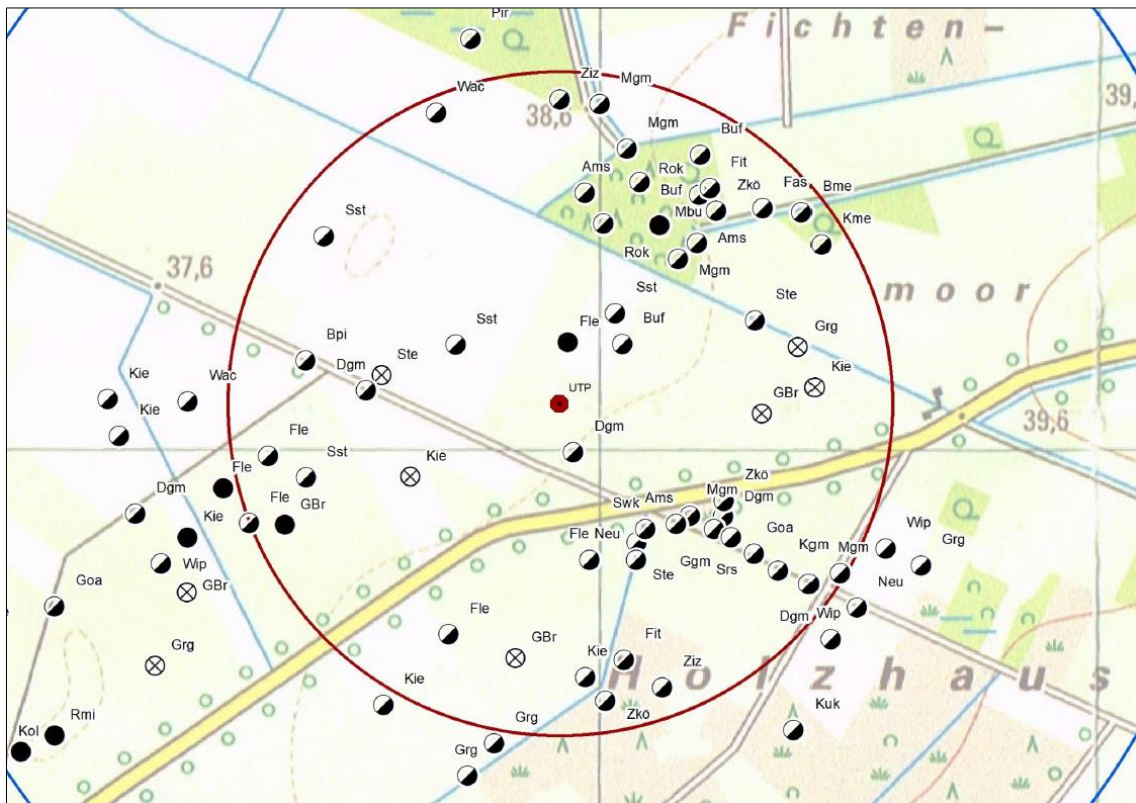 Pir
Fichten-
Wac
Ziz
Mgm
39,
38,6
Mgm
Buf
Ams
Rok
Fit
Buf
Zkö
Fas
Bme
Mbu
Kme
Sst
Rok
Ams
Mgm
37,6
moor
Sst
Ste
Sst
Fle
Buf
Grg
Bpi
Ste
Kie
Dgm
UTP
Kie
Wac
GBr
Kie
39,6
Fle
Dgm
Sst
Kie
Zkö
Fle
Dgm
Fle
GBr
Swk
Ams
Mgm
Dgm
Kie
Goa
Wip
Fle
Neu
Kgm
Mgm
Grg
Wip
Ste
Ggm
Srs
Neu
GBr
Goa
Fle
Dgm
Wip
Grg
GBr
Kie
Fit
Ziz
Holzhaus
Kie
Kuk
Rmi
Grg
Zkö
Kol
Grg